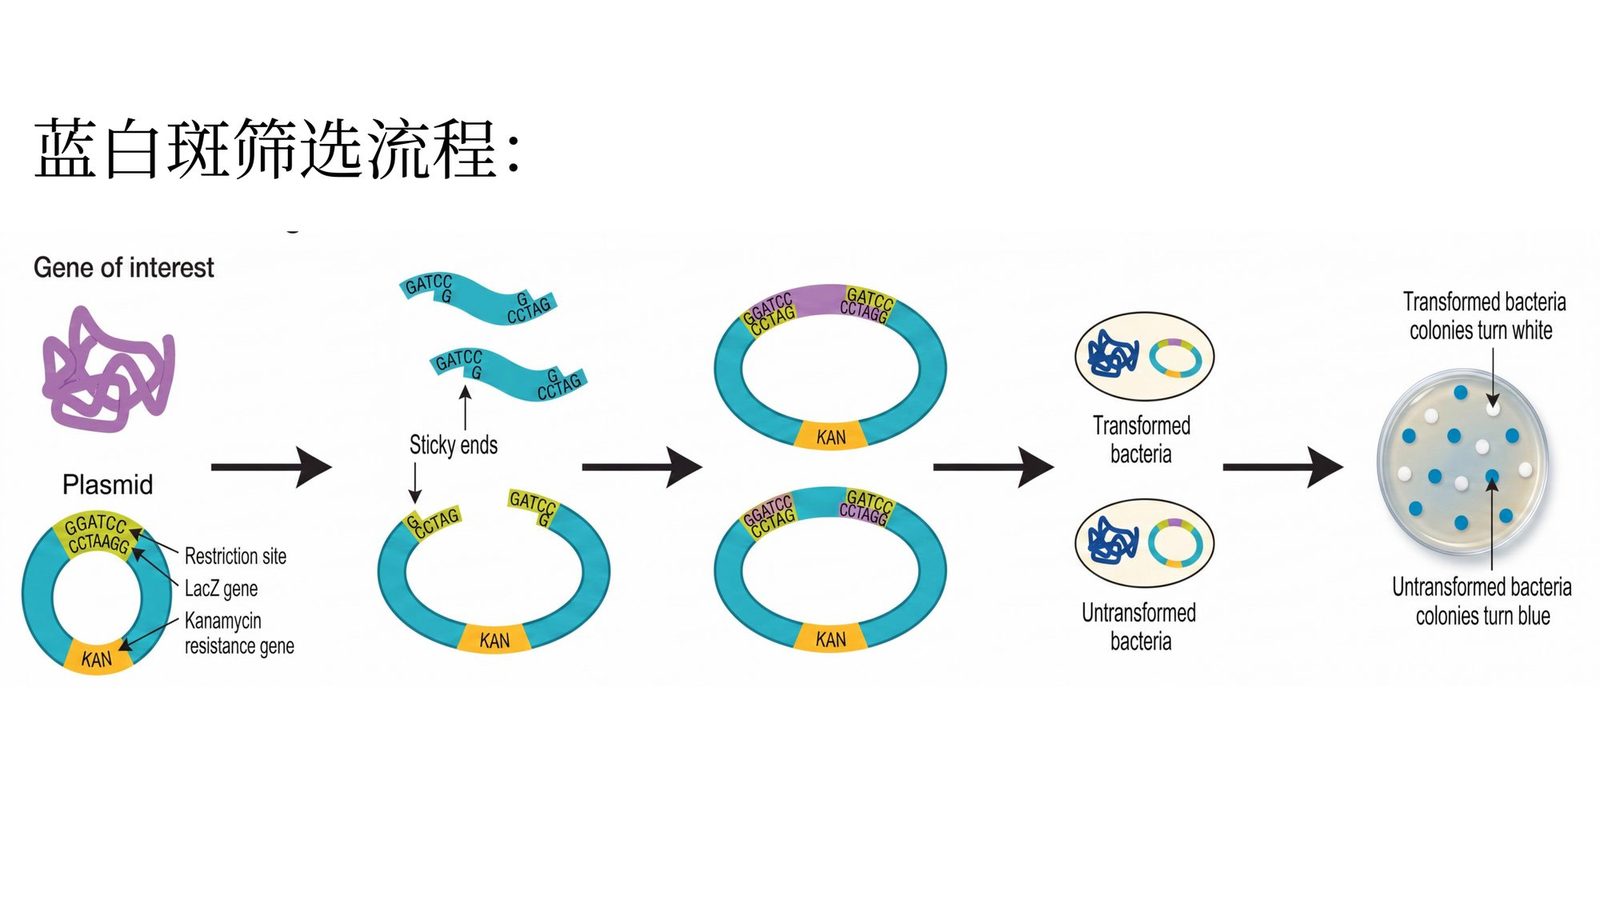 蓝白斑筛选流程：
Gene of interest
Plasmid
GGATCC
CCTAAGG
Restriction site
LacZ gene
Kanamycin
resistance gene
KAN
GATCC
G
G
CCTAG
GATCC
G
G
CCTAG
Sticky ends
G
CCTAG
GATCC
G
KAN
GGATCC
CCTAG
GATCC
CCTAGG
KAN
GGATCC
CCTAG
GATCC
CCTAGG
KAN
Transformed
bacteria
Untransformed
bacteria
Transformed bacteria
colonies turn white
Untransformed bacteria
colonies turn blue